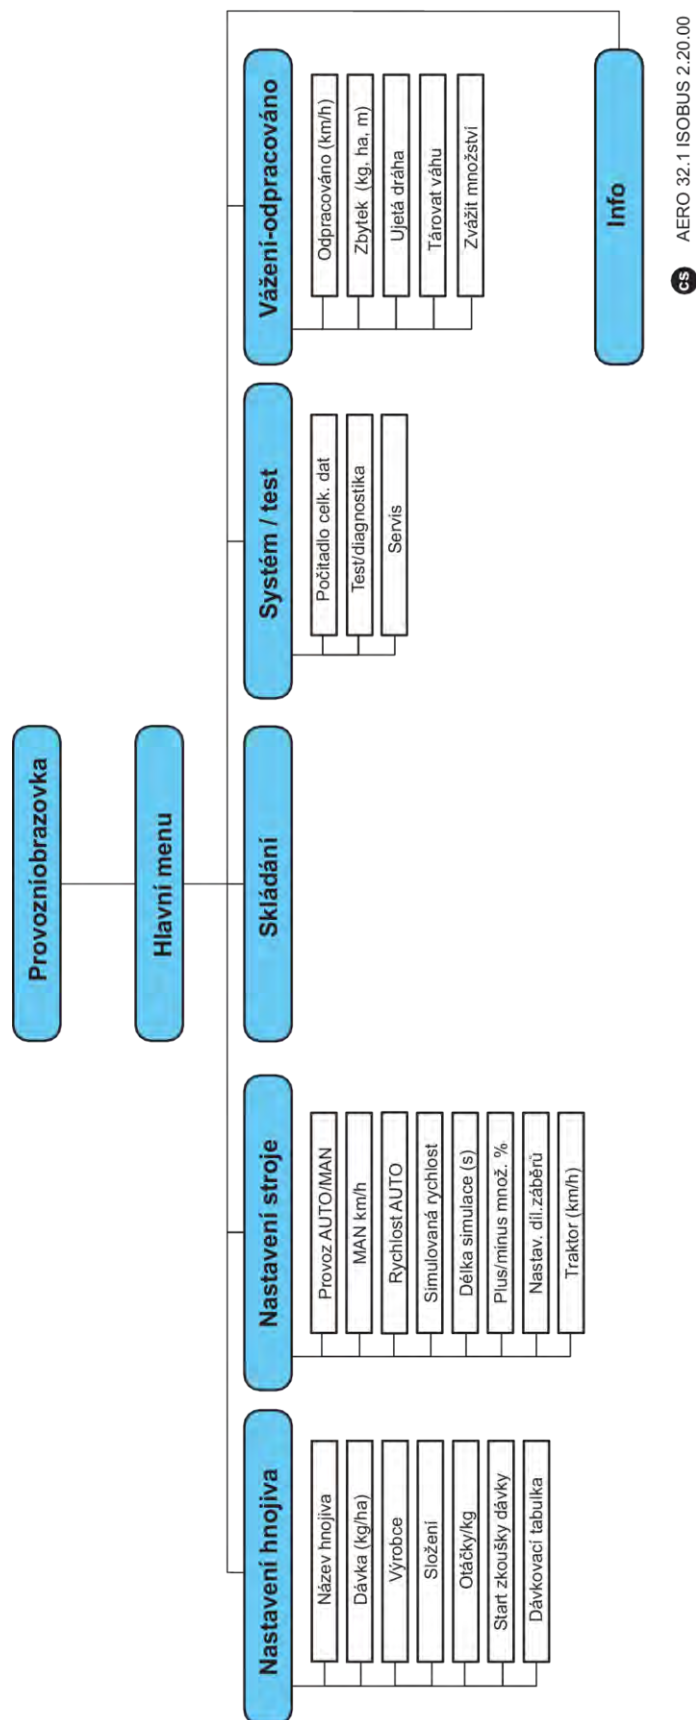 Provozníobrazovka
Hlavní menu
Nastavení hnojiva
Název hnojiva
Dávka (kg/ha)
Výrobce
Složení
Otáčky/kg
Start zkoušky dávky
Dávkovací tabulka
Nastavení stroje
Provoz AUTO/MAN
MAN km/h
Rychlost AUTO
Simulovaná rychlost
Délka simulace (s)
Plus/minus množ. %
Nastav. díl.záběrů
Traktor (km/h)
Skládání
Systém / test
Počitadlo celk. dat
Test/diagnostika
Servis
Vážení-odpracováno
Odpracováno (km/h)
Zbytek (kg, ha, m)
Ujetá dráha
Tárovat váhu
Zvážit množství
Info
cs AERO 32.1 ISOBUS 2.20.00